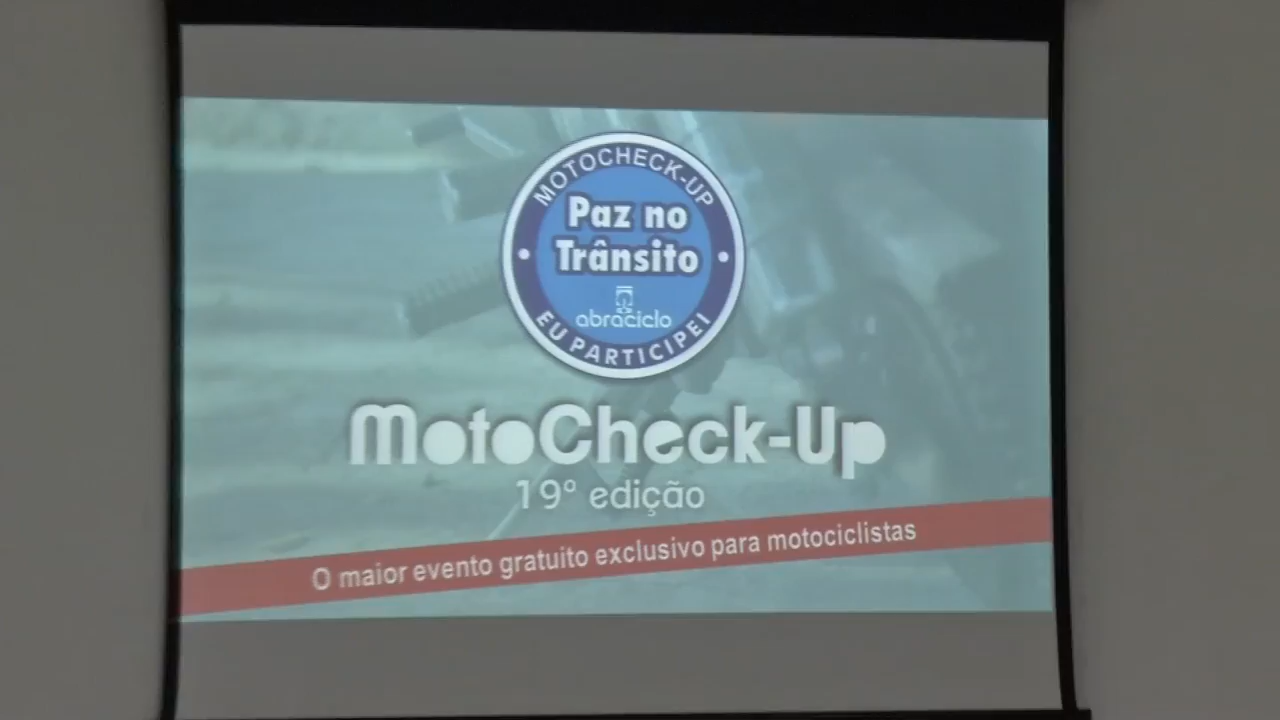 MOTOCHECK-UP
Paz no
Trânsito
abraciclo
EU PARTICIPEI
MotoCheck-Up
19º edição
O maior evento gratuito exclusivo para motociclistas